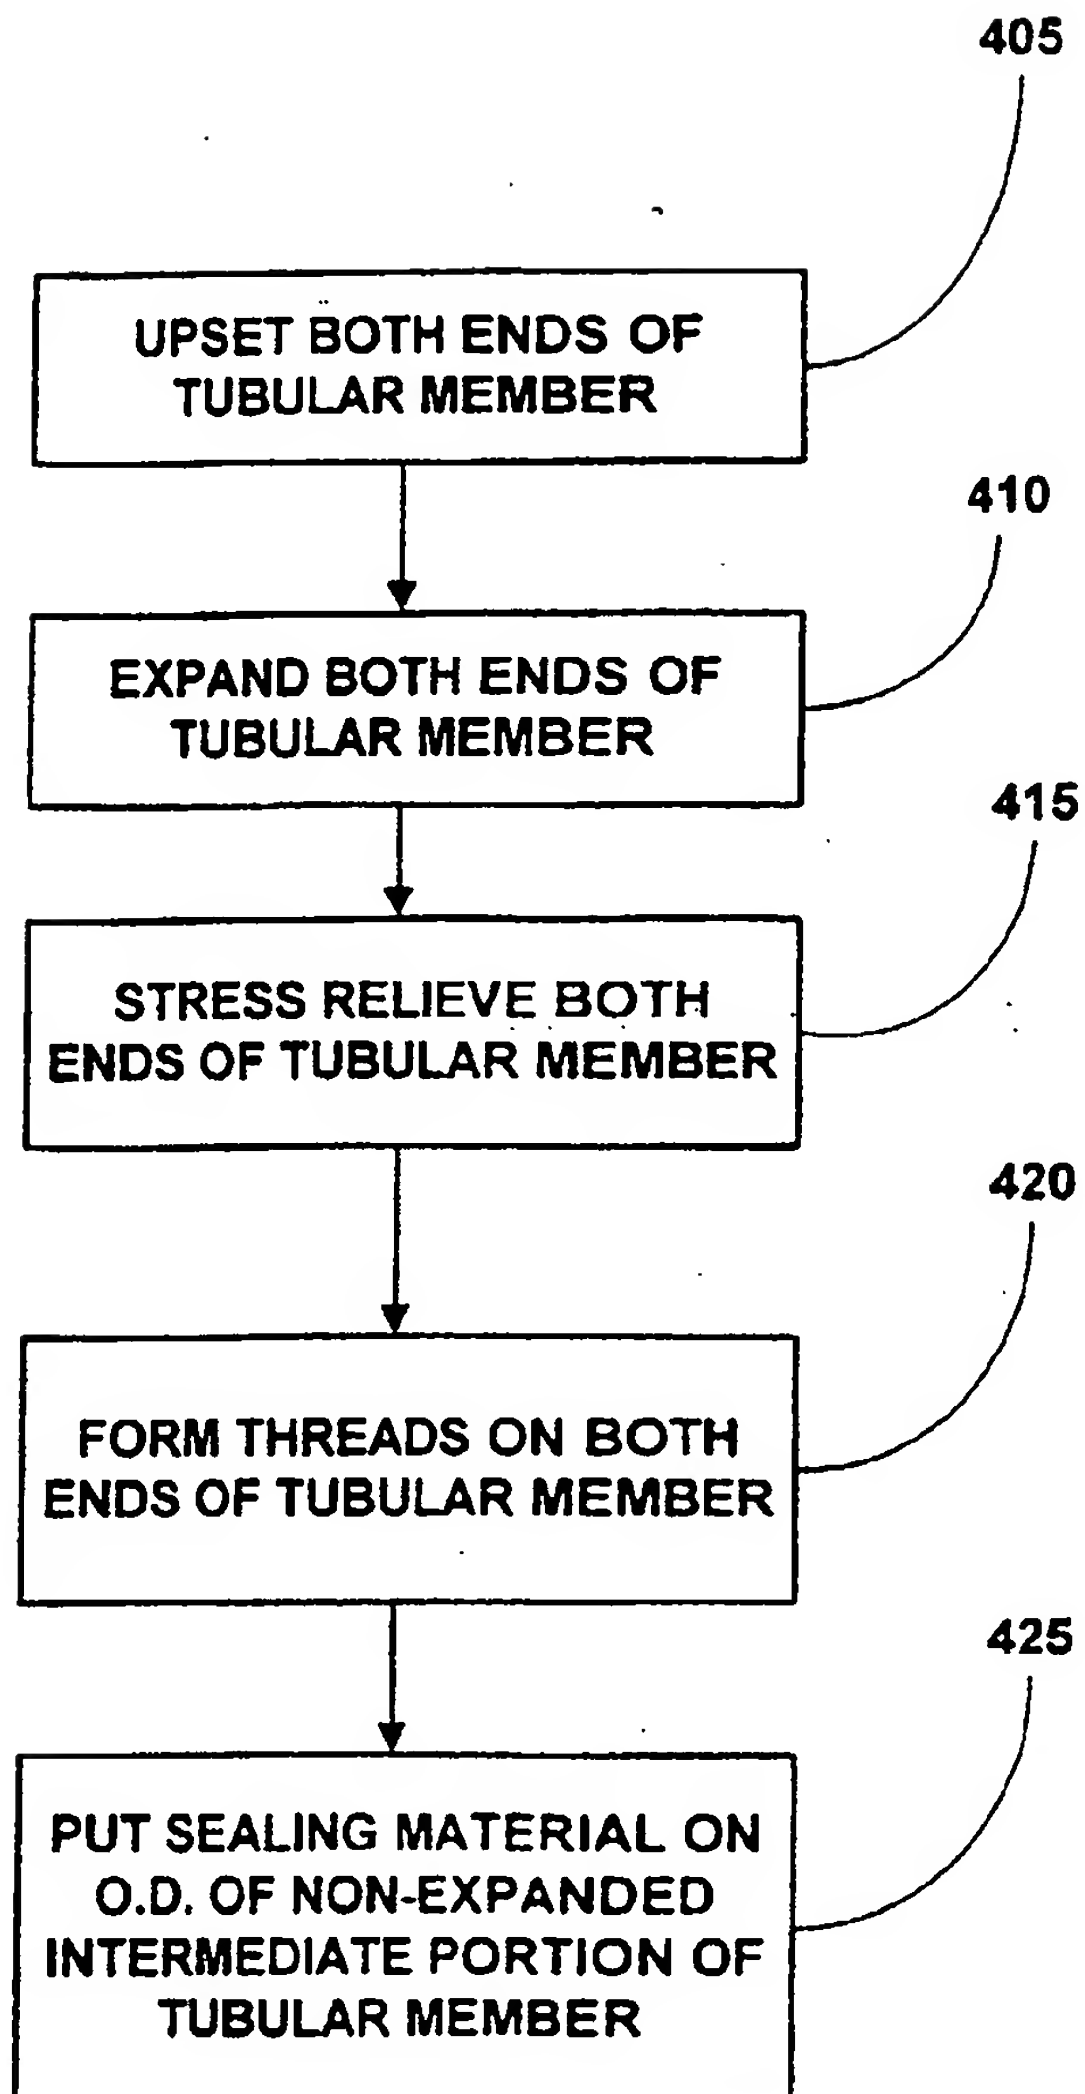 405
UPSET BOTH ENDS OF
TUBULAR MEMBER
410
EXPAND BOTH ENDS OF
TUBULAR MEMBER
415
STRESS RELIEVE BOTH
ENDS OF TUBULAR MEMBER
420
FORM THREADS ON BOTH
ENDS OF TUBULAR MEMBER
425
PUT SEALING MATERIAL ON
O.D. OF NON-EXPANDED
INTERMEDIATE PORTION OF
TUBULAR MEMBER